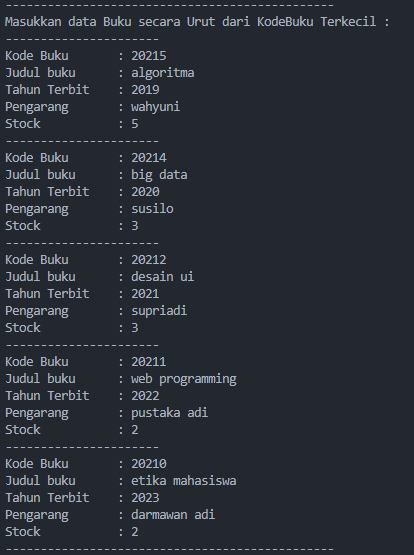 -----------------------------------------------
Masukkan data Buku secara Urut dari KodeBuku Terkecil :
----------------------
Kode Buku : 20215
Judul buku : algoritma
Tahun Terbit : 2019
Pengarang : wahyuni
Stock : 5
----------------------
Kode Buku : 20214
Judul buku : big data
Tahun Terbit : 2020
Pengarang : susilo
Stock : 3
----------------------
Kode Buku : 20212
Judul buku : desain ui
Tahun Terbit : 2021
Pengarang : supriadi
Stock : 3
----------------------
Kode Buku : 20211
Judul buku : web programming
Tahun Terbit : 2022
Pengarang : pustaka adi
Stock : 2
----------------------
Kode Buku : 20210
Judul buku : etika mahasiswa
Tahun Terbit : 2023
Pengarang : darmawan adi
Stock : 2
-----------------------------------------------